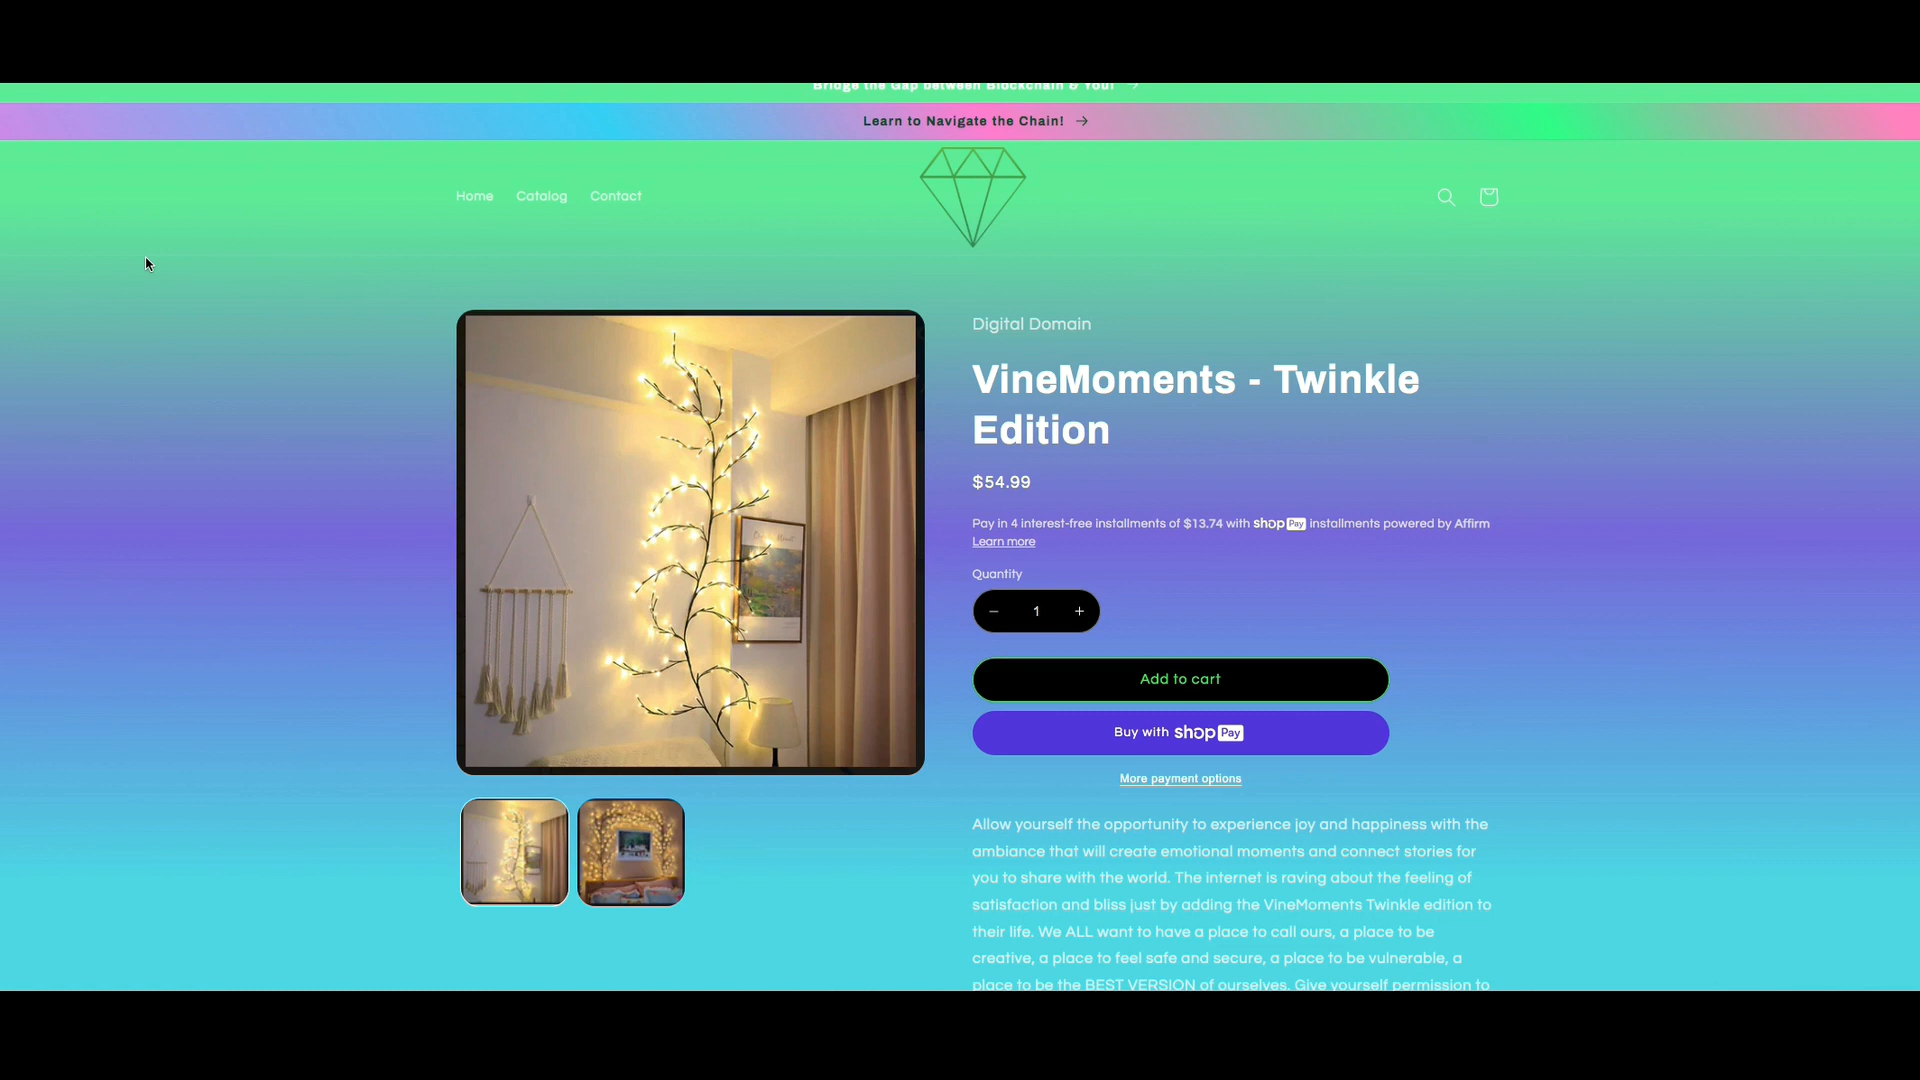 Bridge the Gap between Blockchain & You! →
Learn to Navigate the Chain! →
Home Catalog Contact
Digital Domain
VineMoments - Twinkle
Edition
$54.99
Pay in 4 interest-free installments of $13.74 with shop Pay installments powered by Affirm
Learn more
Quantity
− 1 +
Add to cart
Buy with shop Pay
More payment options
Allow yourself the opportunity to experience joy and happiness with the
ambiance that will create emotional moments and connect stories for
you to share with the world. The internet is raving about the feeling of
satisfaction and bliss just by adding the VineMoments Twinkle edition to
their life. We ALL want to have a place to call ours, a place to be
creative, a place to feel safe and secure, a place to be vulnerable, a
place to be the BEST VERSION of ourselves. Give yourself permission to